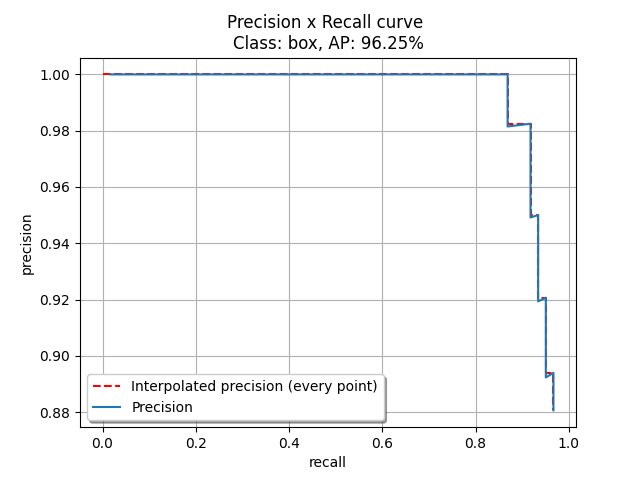 Precision x Recall curve
Class: box, AP: 96.25%
1.00
0.98
0.96
0.94
0.92
0.90
0.88
precision
Interpolated precision (every point)
Precision
0.0 0.2 0.4 0.6 0.8 1.0
recall